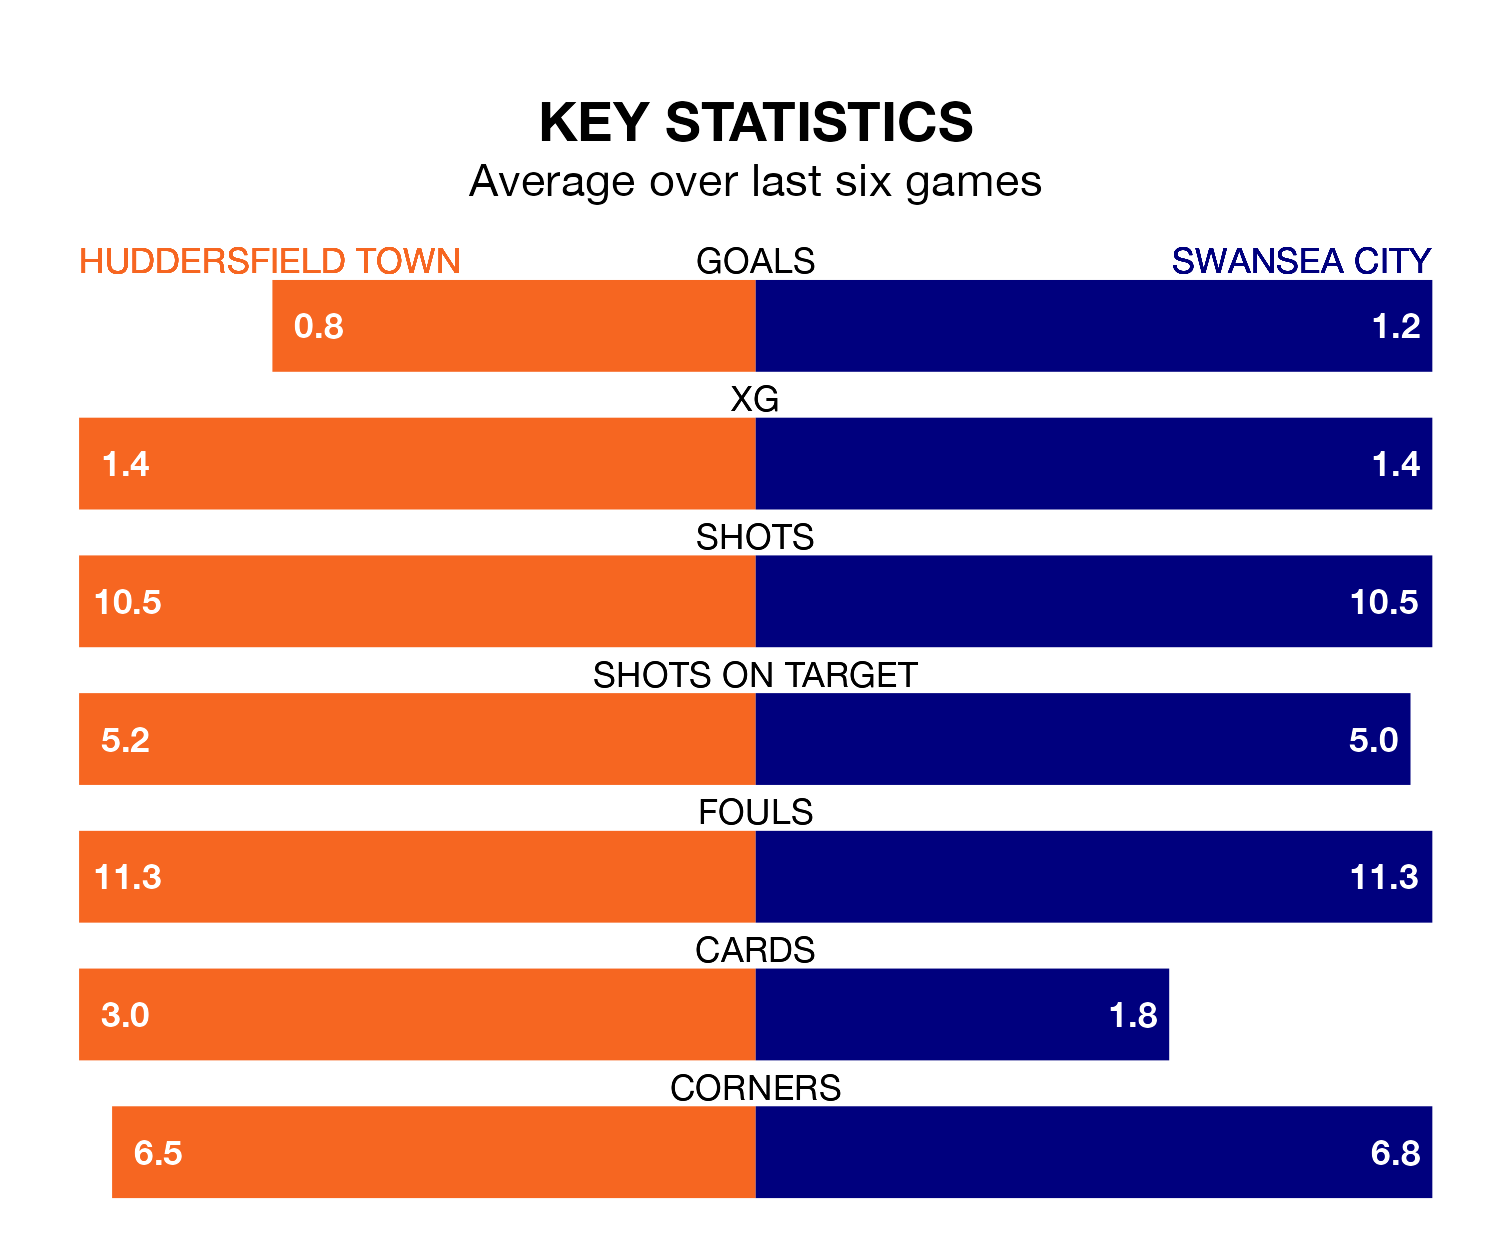 KEY STATISTICS
Average over last six games
HUDDERSFIELD TOWN GOALS SWANSEA CITY
0.8 1.2
XG
1.4 1.4
SHOTS
10.5 10.5
SHOTS ON TARGET
5.2 5.0
FOULS
11.3 11.3
CARDS
3.0 1.8
CORNERS
6.5 6.8